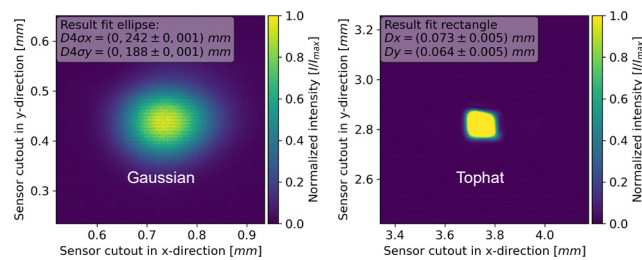 Result fit ellipse:
D4σx = (0, 242 ± 0, 001) mm
D4σy = (0, 188 ± 0, 001) mm
Gaussian
Sensor cutout in y-direction [mm]
0.6
0.5
0.4
0.3
0.6 0.7 0.8 0.9
Sensor cutout in x-direction [mm]
1.0
0.8
0.6
0.4
0.2
0.0
Normalized intensity [I/Imax]
Result fit rectangle
Dx = (0.073 ± 0.005) mm
Dy = (0.064 ± 0.005) mm
Tophat
Sensor cutout in y-direction [mm]
3.2
3.0
2.8
2.6
3.4 3.6 3.8 4.0
Sensor cutout in x-direction [mm]
1.0
0.8
0.6
0.4
0.2
0.0
Normalized intensity [I/Imax]